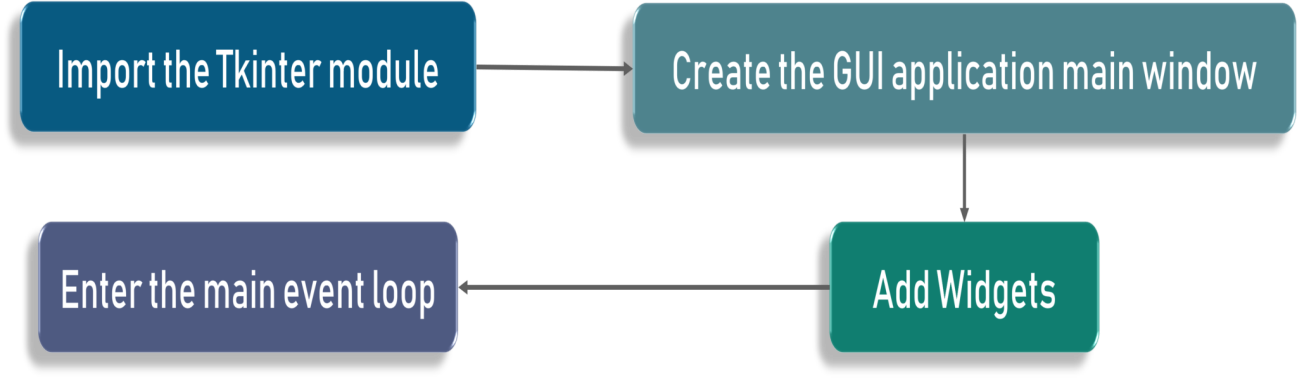 Import the Tkinter module
Create the GUI application main window
Add Widgets
Enter the main event loop